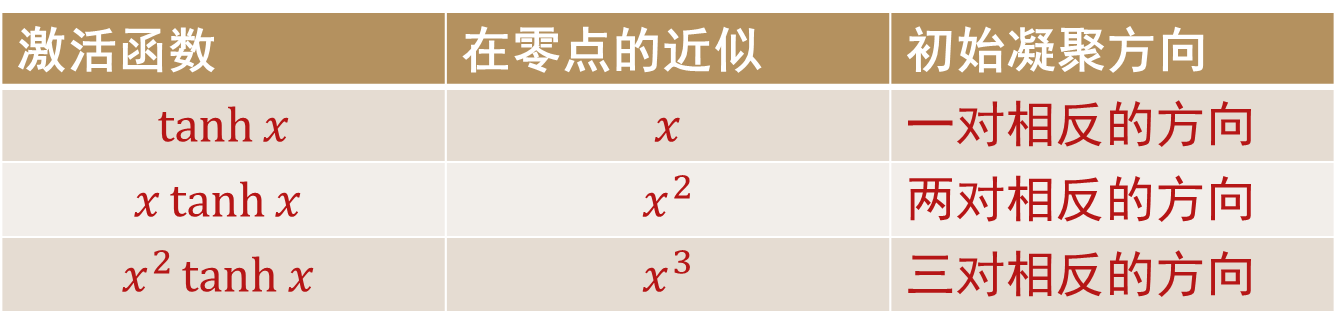 激活函数 在零点的近似 初始凝聚方向
tanh x x 一对相反的方向
x tanh x x² 两对相反的方向
x² tanh x x³ 三对相反的方向